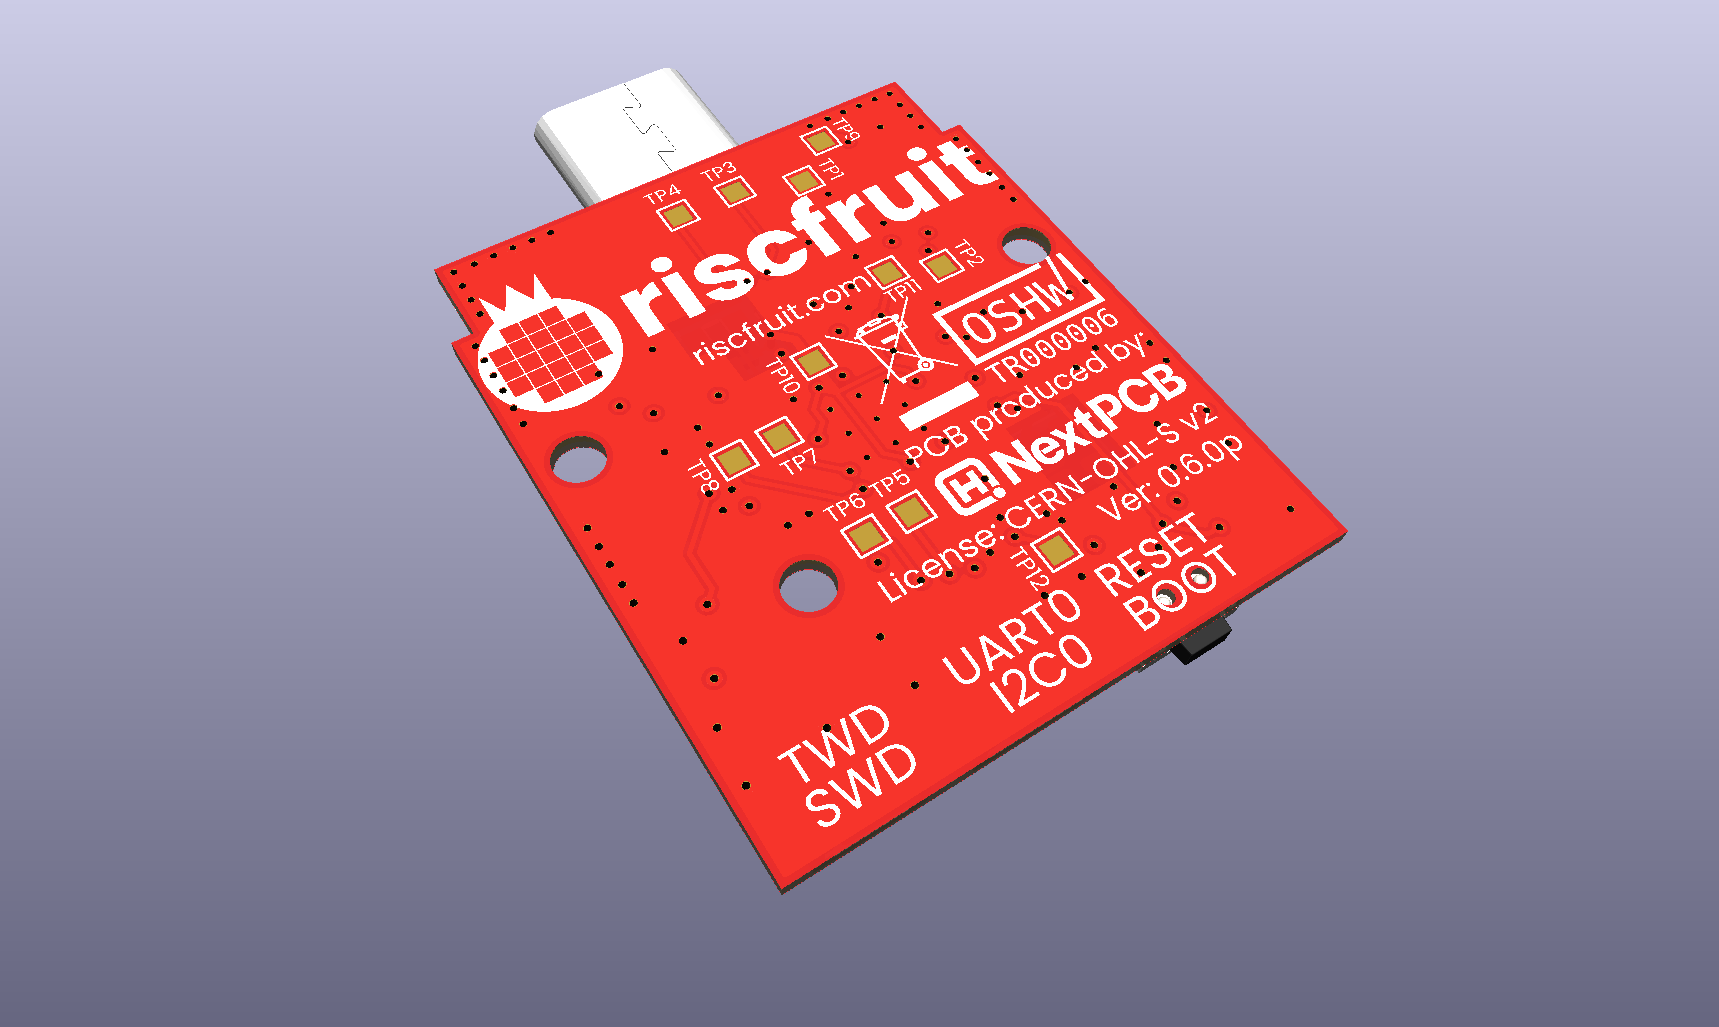 TP9
TP1
TP3
TP4
riscfruit
riscfruit.com
TP11
TP2
OSHW
TR000006
TP10
PCB produced by:
NextPCB
TP7
TP8
License: CERN-OHL-S v2
Ver: 0.6.0p
TP6
TP5
TP12
RESET
BOOT
UART0
I2C0
TWD
SWD